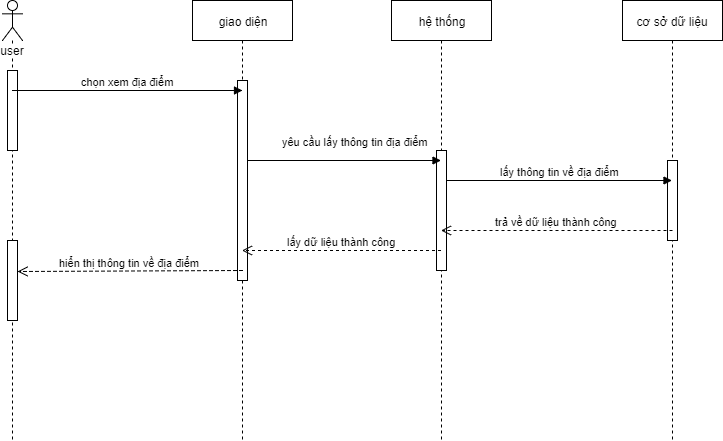 giao diện
hệ thống
cơ sở dữ liệu
user
chọn xem địa điểm
yêu cầu lấy thông tin địa điểm
lấy thông tin về địa điểm
trả về dữ liệu thành công
lấy dữ liệu thành công
hiển thị thông tin về địa điểm